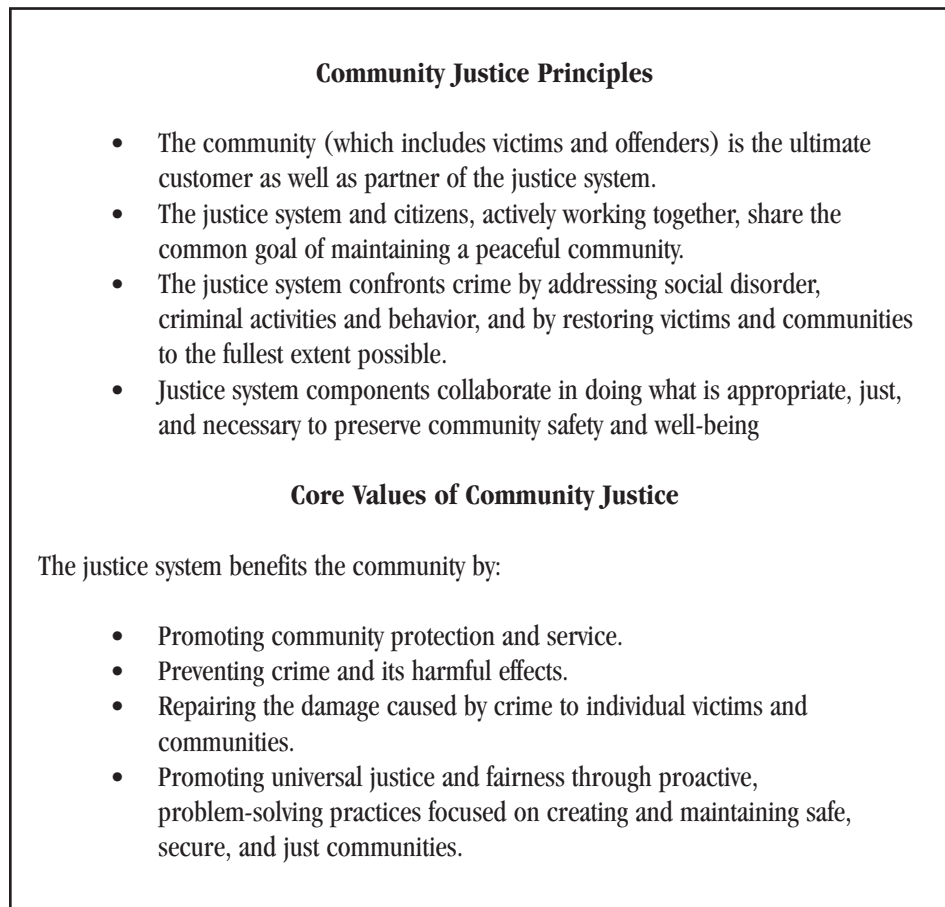 Community Justice Principles
• The community (which includes victims and offenders) is the ultimate
customer as well as partner of the justice system.
• The justice system and citizens, actively working together, share the
common goal of maintaining a peaceful community.
• The justice system confronts crime by addressing social disorder,
criminal activities and behavior, and by restoring victims and communities
to the fullest extent possible.
• Justice system components collaborate in doing what is appropriate, just,
and necessary to preserve community safety and well-being
Core Values of Community Justice
The justice system benefits the community by:
• Promoting community protection and service.
• Preventing crime and its harmful effects.
• Repairing the damage caused by crime to individual victims and
communities.
• Promoting universal justice and fairness through proactive,
problem-solving practices focused on creating and maintaining safe,
secure, and just communities.